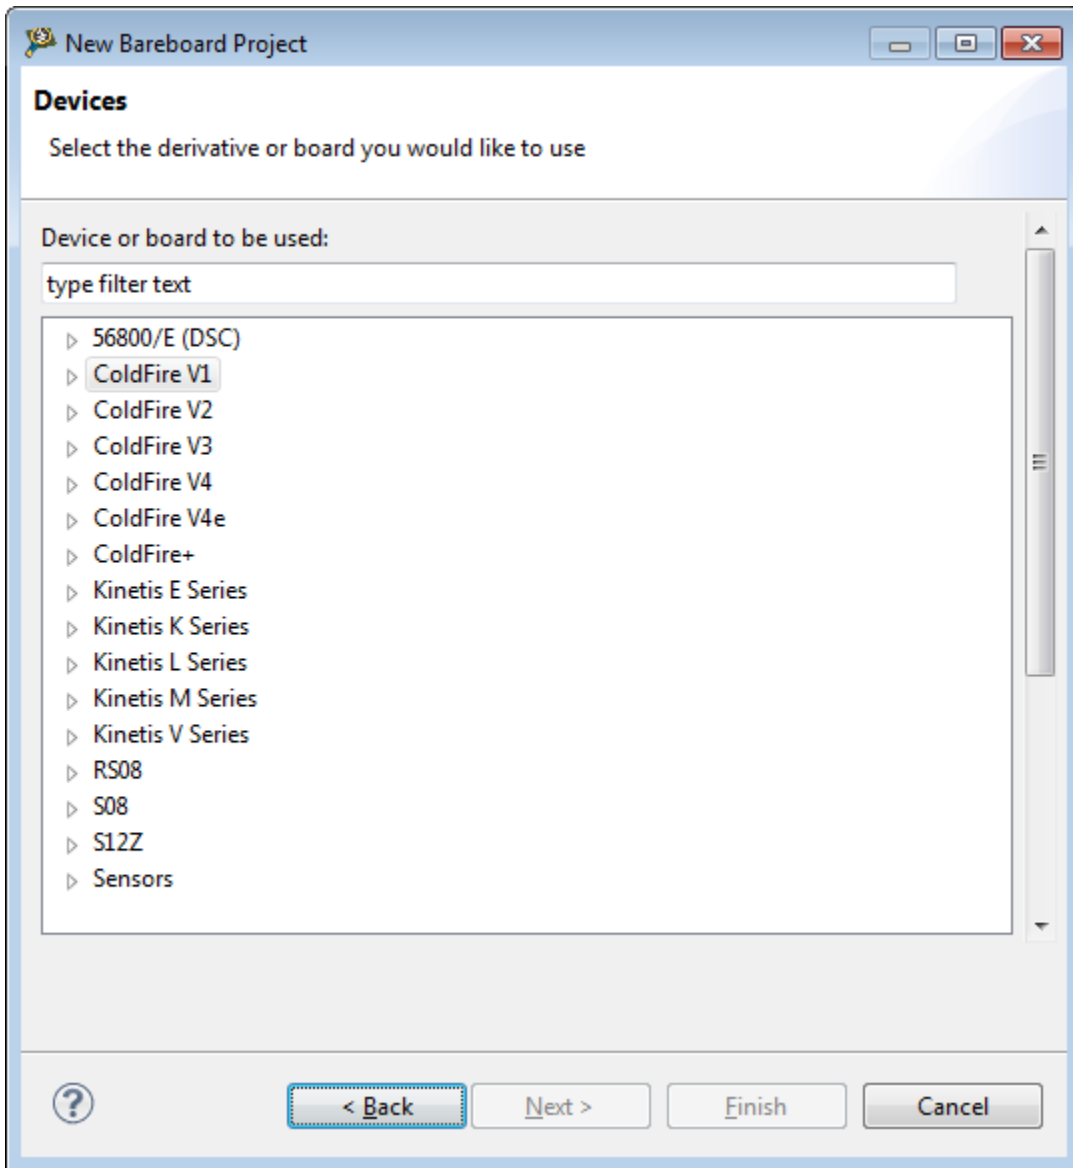 New Bareboard Project
Devices
Select the derivative or board you would like to use
Device or board to be used:
type filter text
56800/E (DSC)
ColdFire V1
ColdFire V2
ColdFire V3
ColdFire V4
ColdFire V4e
ColdFire+
Kinetis E Series
Kinetis K Series
Kinetis L Series
Kinetis M Series
Kinetis V Series
RS08
S08
S12Z
Sensors
? < Back Next > Finish Cancel